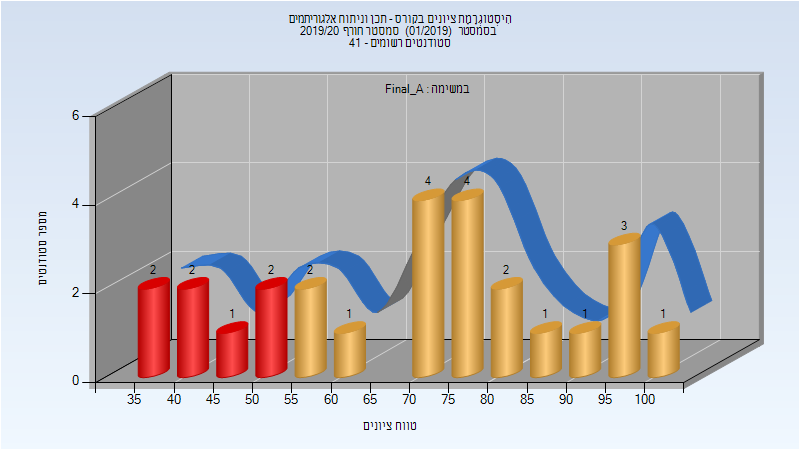 היסטוגרמת ציונים בקורס - תכן וניתוח אלגוריתמים
בסמסטר (01/2019) סמסטר חורף 2019/20
סטודנטים רשומים - 41
במשימה : Final_A
מספר סטודנטים
6
4
2
0
2 2 1 2 2 1 4 4 2 1 1 3 1
35 40 45 50 55 60 65 70 75 80 85 90 95 100
טווח ציונים